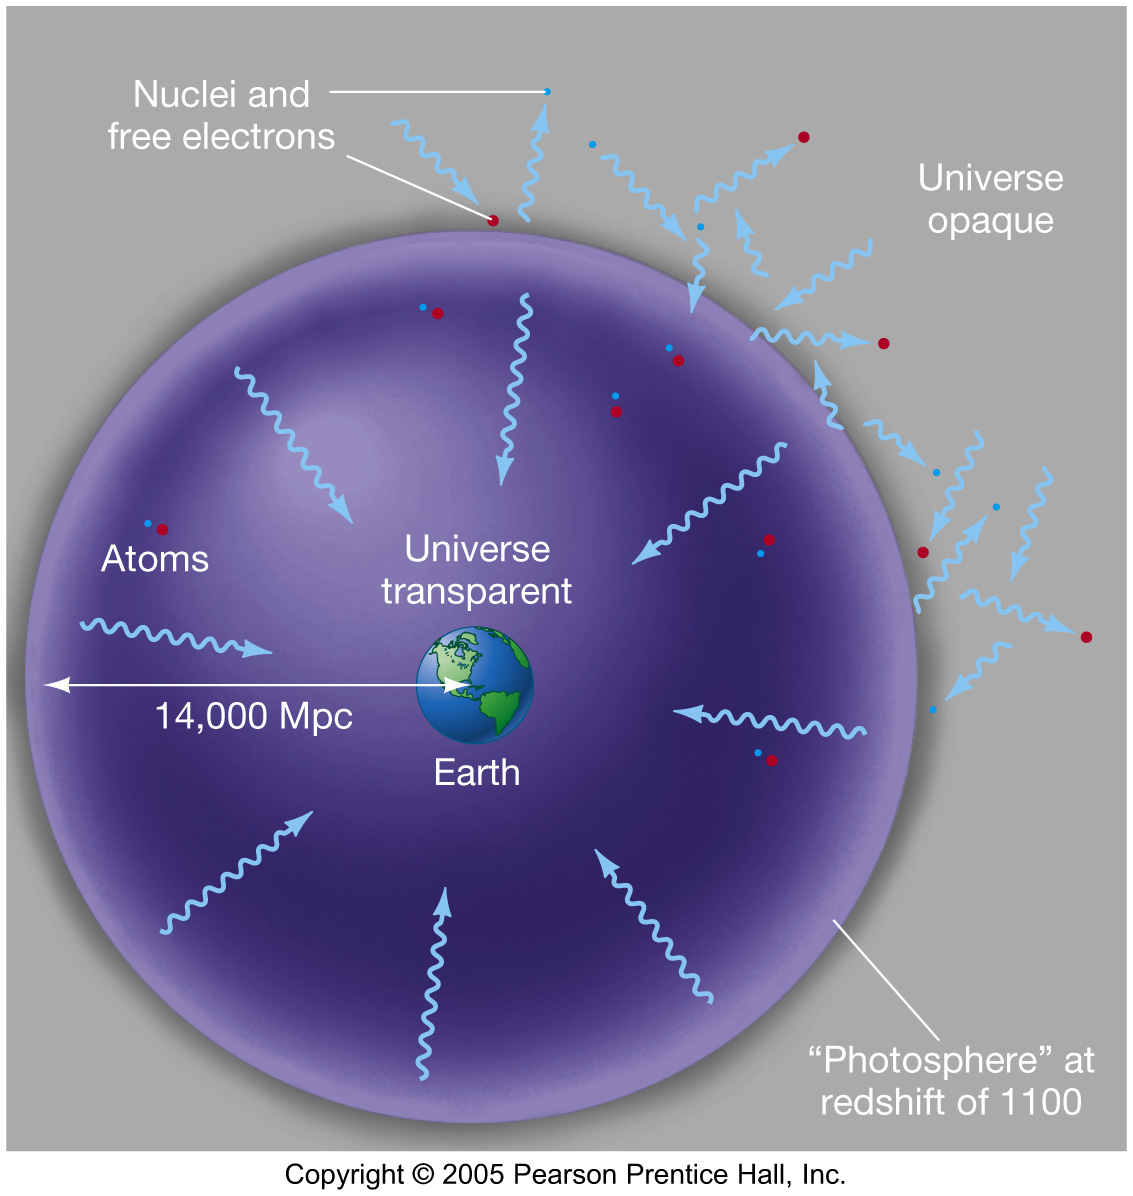 Nuclei and
free electrons
Universe
opaque
Atoms
Universe
transparent
14,000 Mpc
Earth
“Photosphere” at
redshift of 1100
Copyright © 2005 Pearson Prentice Hall, Inc.